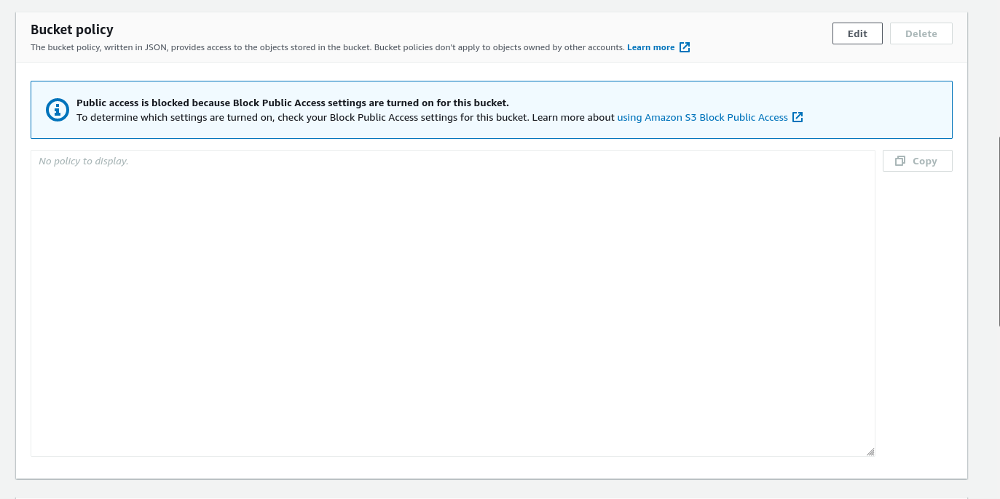 Bucket policy
Edit
Delete
The bucket policy, written in JSON, provides access to the objects stored in the bucket. Bucket policies don't apply to objects owned by other accounts. Learn more
Public access is blocked because Block Public Access settings are turned on for this bucket.
To determine which settings are turned on, check your Block Public Access settings for this bucket. Learn more about using Amazon S3 Block Public Access
No policy to display.
Copy